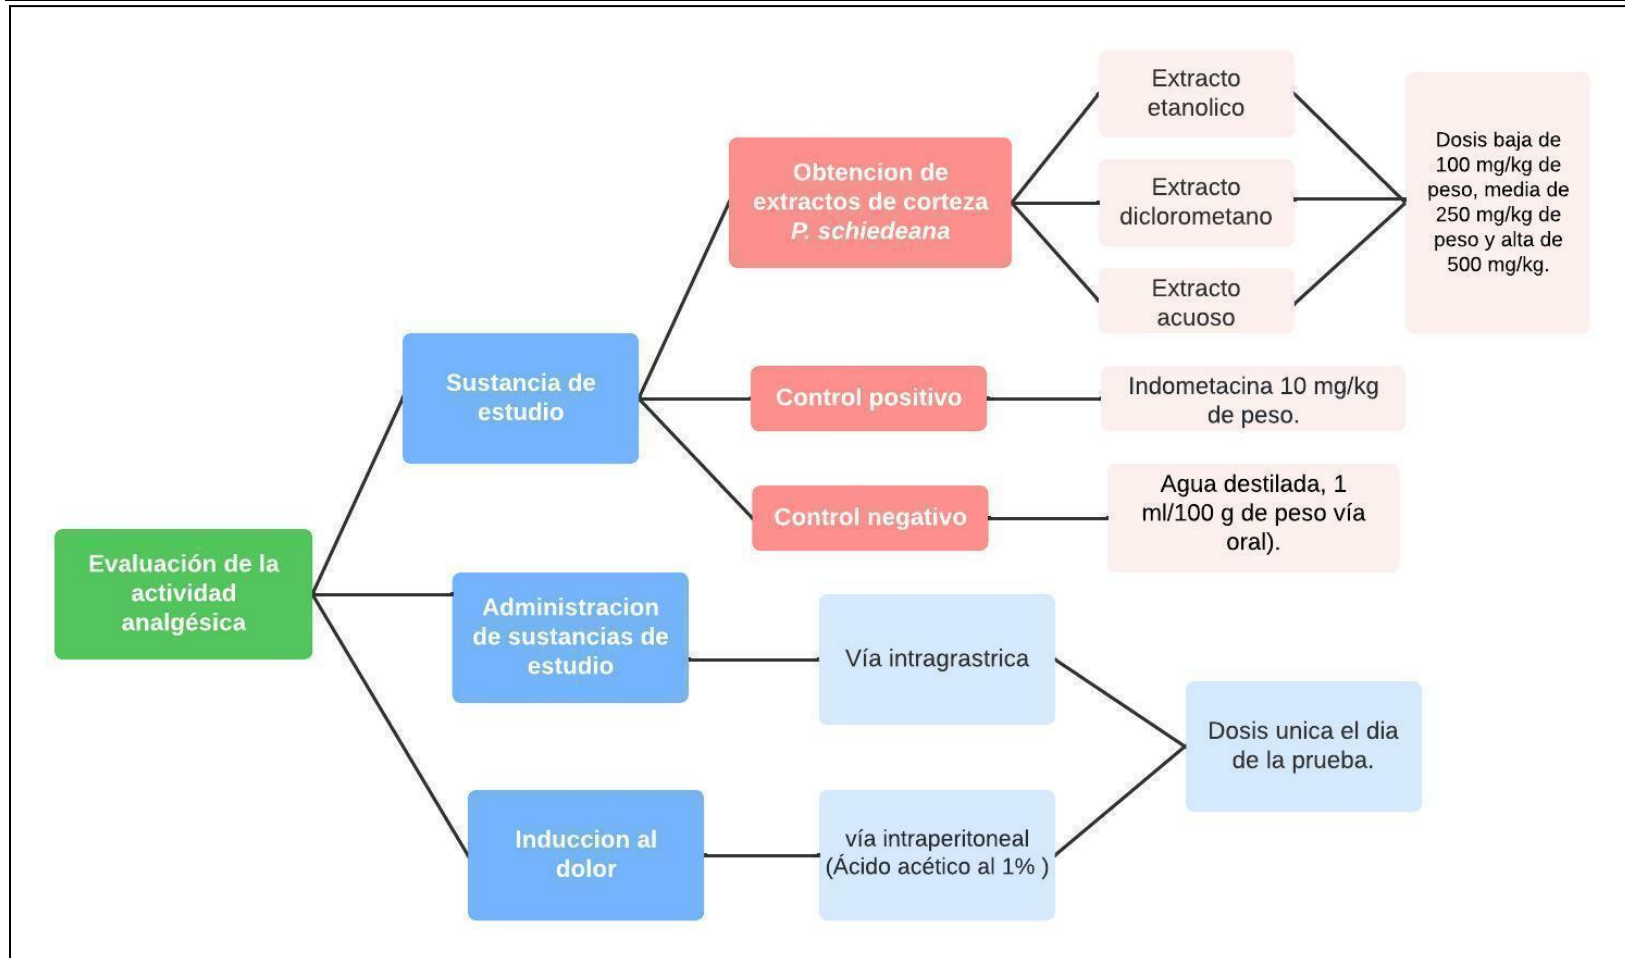 Extracto
etanolico
Dosis baja de
100 mg/kg de
peso, media de
250 mg/kg de
peso y alta de
500 mg/kg.
Obtencion de
extractos de corteza
P. schiedeana
Extracto
diclorometano
Extracto
acuoso
Sustancia de
estudio
Control positivo
Indometacina 10 mg/kg
de peso.
Control negativo
Agua destilada, 1
ml/100 g de peso vía
oral).
Evaluación de la
actividad
analgésica
Administracion
de sustancias de
estudio
Vía intragrastrica
Dosis unica el dia
de la prueba.
Induccion al
dolor
vía intraperitoneal
(Ácido acético al 1% )